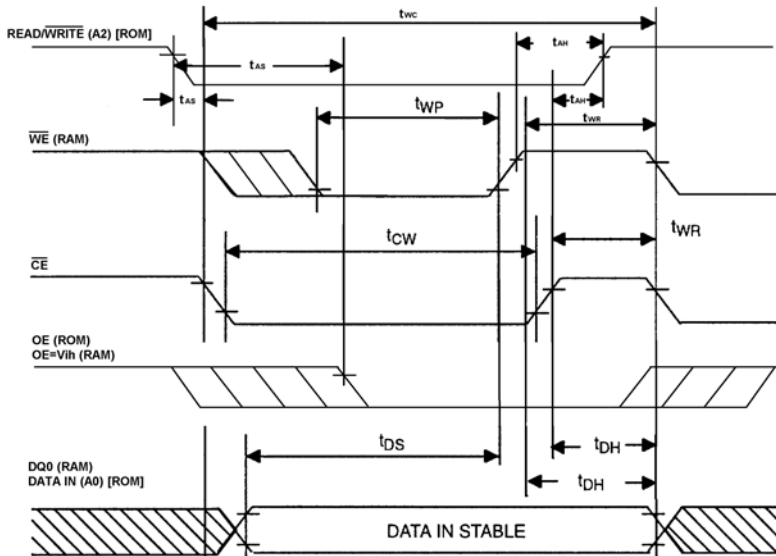 tWC
READ/WRITE (A2) [ROM]
tAH
tAS
tAS
tAH
tWP
tWR
WE (RAM)
tWR
tCW
CE
OE (ROM)
OE=Vih (RAM)
tDS
tDH
DQ0 (RAM)
DATA IN (A0) [ROM]
tDH
DATA IN STABLE